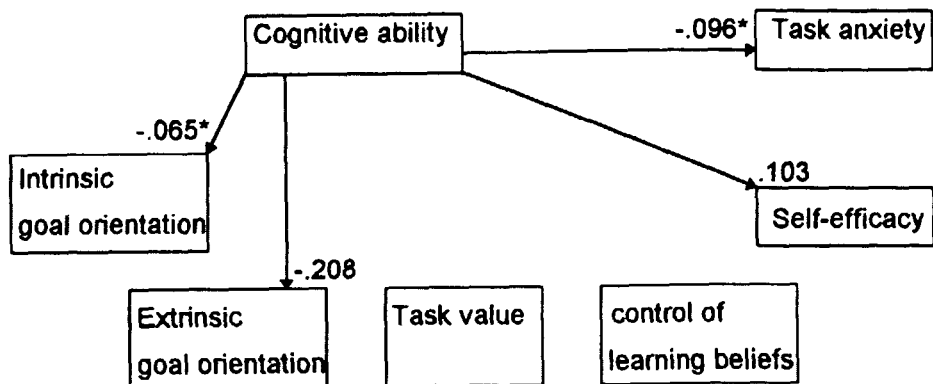 Cognitive ability
-.096*
Task anxiety
-.065*
Intrinsic
goal orientation
.103
Self-efficacy
-.208
Extrinsic
goal orientation
Task value
control of
learning beliefs